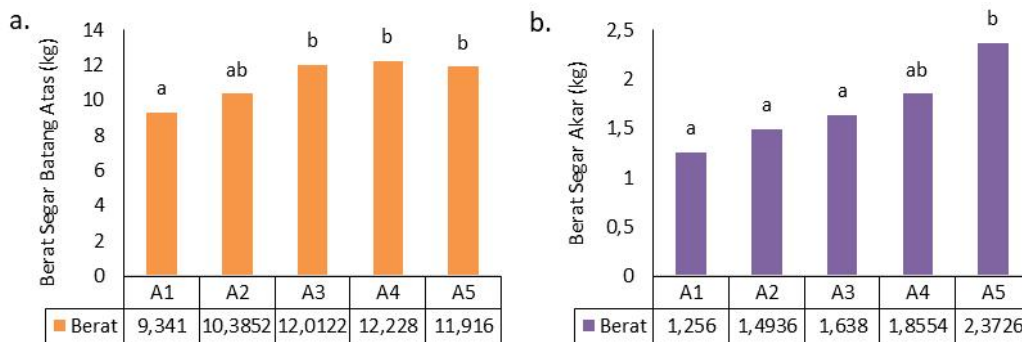 a.
Berat Segar Batang Atas (kg)
14
12
10
8
6
4
2
0
a
ab
b
b
b
A1 A2 A3 A4 A5
Berat 9,341 10,3852 12,0122 12,228 11,916
b.
Berat Segar Akar (kg)
2,5
2
1,5
1
0,5
0
a
a
a
ab
b
A1 A2 A3 A4 A5
Berat 1,256 1,4936 1,638 1,8554 2,3726